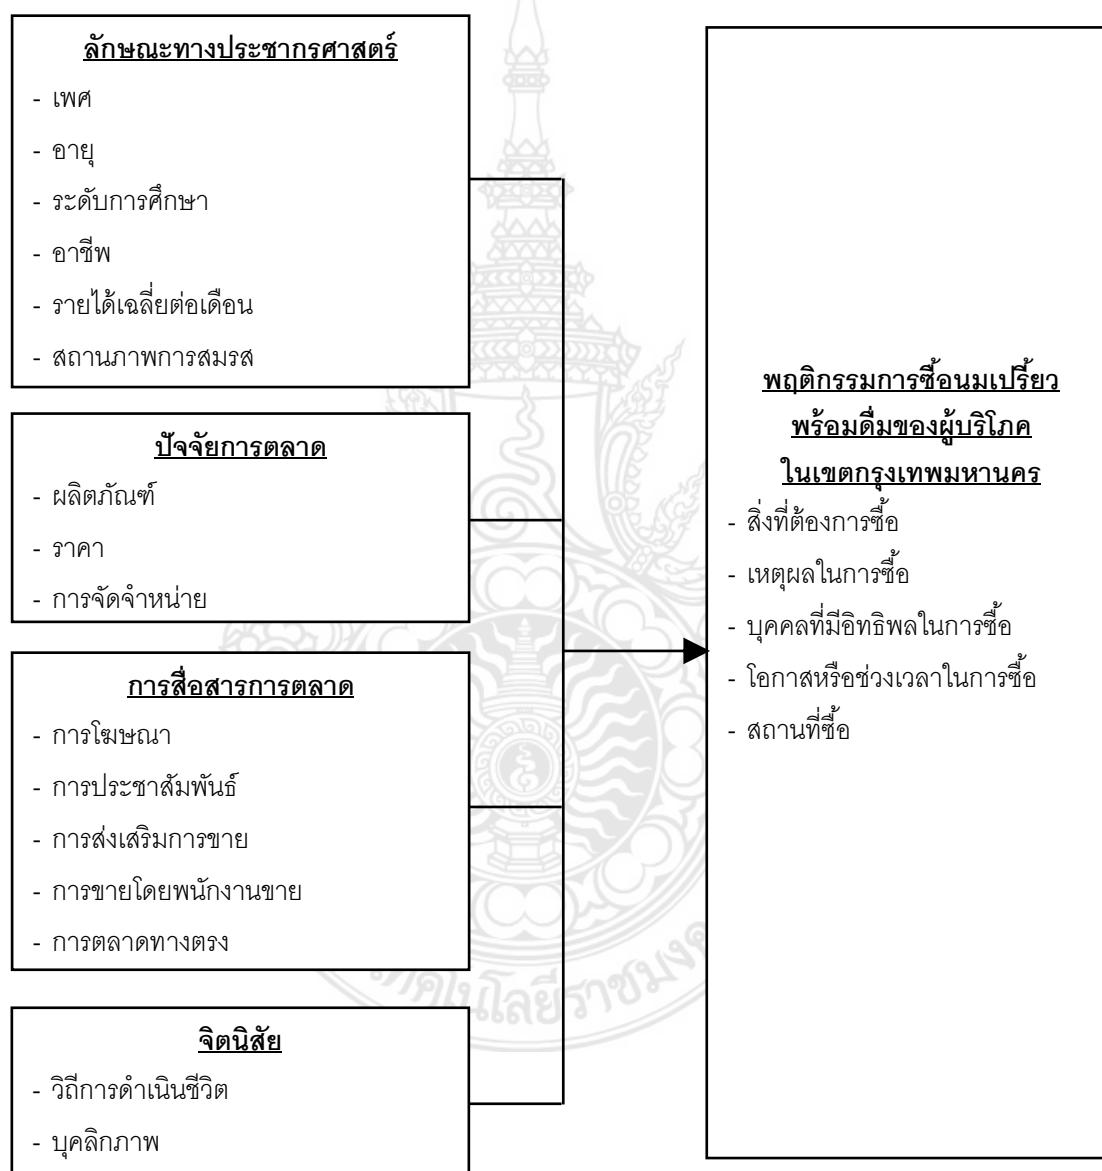 ลักษณะทางประชากรศาสตร์
- เพศ
- อายุ
- ระดับการศึกษา
- อาชีพ
- รายได้เฉลี่ยต่อเดือน
- สถานภาพการสมรส
ปัจจัยการตลาด
- ผลิตภัณฑ์
- ราคา
- การจัดจำหน่าย
การสื่อสารการตลาด
- การโฆษณา
- การประชาสัมพันธ์
- การส่งเสริมการขาย
- การขายโดยพนักงานขาย
- การตลาดทางตรง
จิตนิสัย
- วิถีการดำเนินชีวิต
- บุคลิกภาพ
พฤติกรรมการซื้อนมเปรี้ยว
พร้อมดื่มของผู้บริโภค
ในเขตกรุงเทพมหานคร
- สิ่งที่ต้องการซื้อ
- เหตุผลในการซื้อ
- บุคคลที่มีอิทธิพลในการซื้อ
- โอกาสหรือช่วงเวลาในการซื้อ
- สถานที่ซื้อ